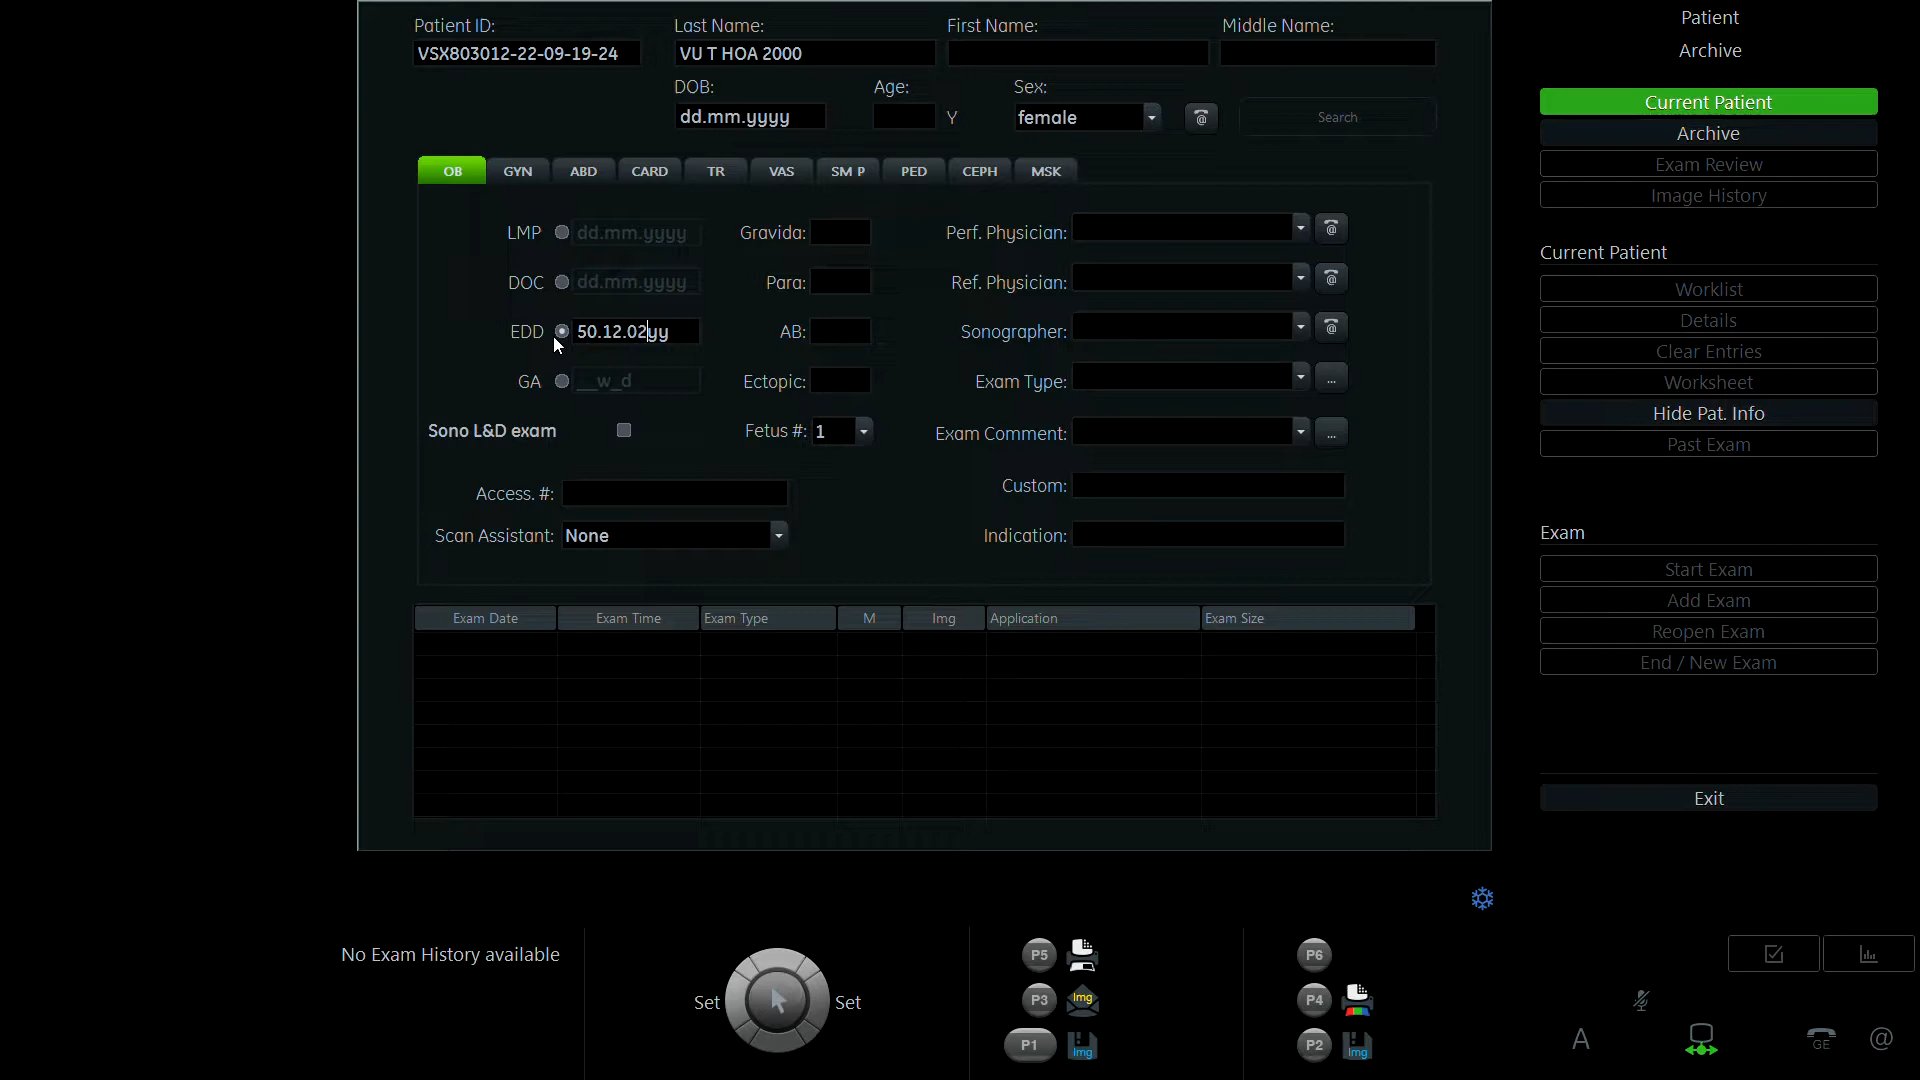 Patient ID: Last Name: First Name: Middle Name:
VSX803012-22-09-19-24 VU T HOA 2000
DOB: Age: Sex:
dd.mm.yyyy Y female Search
OB GYN ABD CARD TR VAS SM P PED CEPH MSK
LMP dd.mm.yyyy Gravida: Perf. Physician:
DOC dd.mm.yyyy Para: Ref. Physician:
EDD 50.12.02yy AB: Sonographer:
GA __w_d Ectopic: Exam Type: ...
Sono L&D exam Fetus #: 1 Exam Comment: ...
Custom:
Access. #:
Scan Assistant: None Indication:
Exam Date Exam Time Exam Type M Img Application Exam Size
Patient
Archive
Current Patient
Archive
Exam Review
Image History
Current Patient
Worklist
Details
Clear Entries
Worksheet
Hide Pat. Info
Past Exam
Exam
Start Exam
Add Exam
Reopen Exam
End / New Exam
Exit
No Exam History available
Set Set
P5 P6
P3 Img P4
P1 Img P2 Img
A GE @